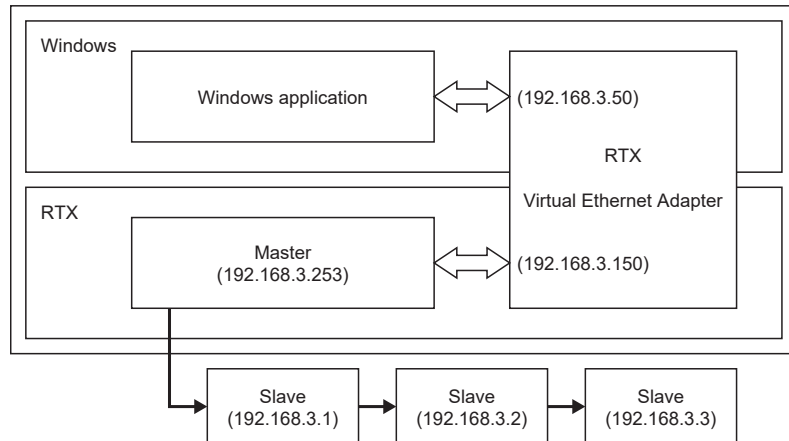 Windows
Windows application
(192.168.3.50)
RTX
Virtual Ethernet Adapter
RTX
Master
(192.168.3.253)
(192.168.3.150)
Slave
(192.168.3.1)
Slave
(192.168.3.2)
Slave
(192.168.3.3)